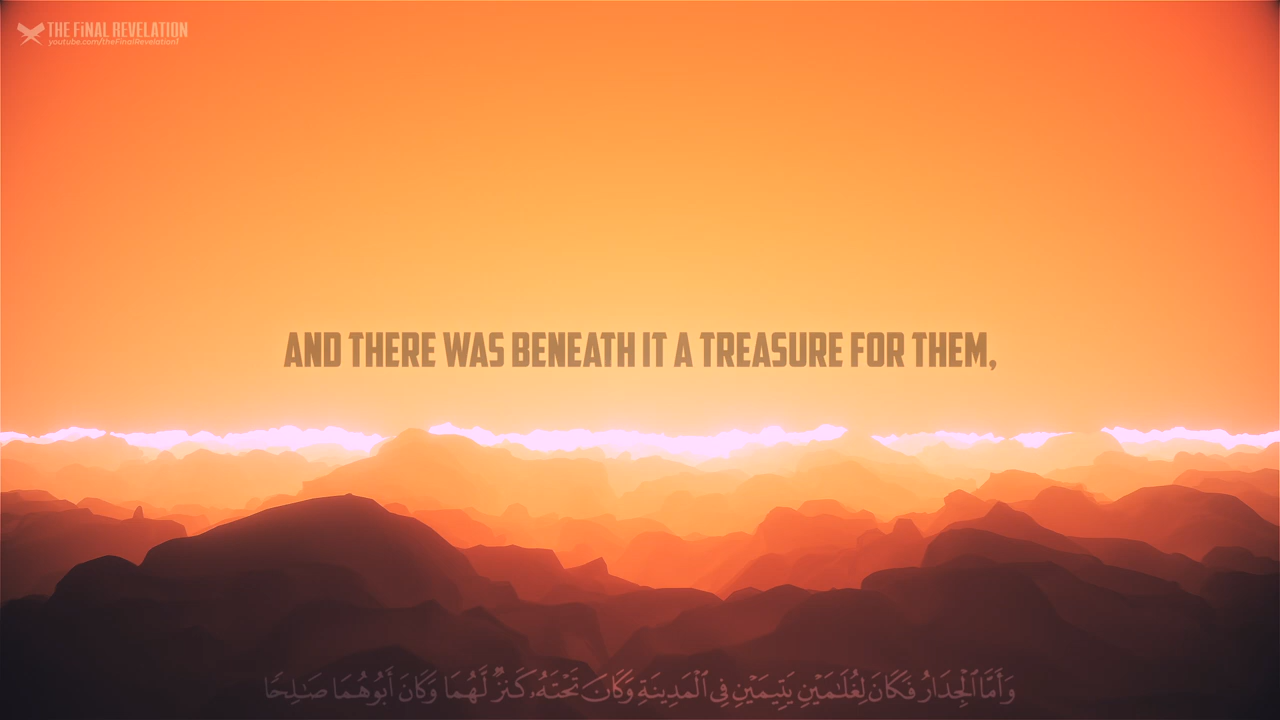 THE FiNAL REVELATION
youtube.com/theFinalRevelation1
AND THERE WAS BENEATH IT A TREASURE FOR THEM,
وَأَمَّا ٱلْجِدَارُ فَكَانَ لِغُلَـٰمَيْنِ يَتِيمَيْنِ فِى ٱلْمَدِينَةِ وَكَانَ تَحْتَهُۥ كَنزٌ لَّهُمَا وَكَانَ أَبُوهُمَا صَـٰلِحًا